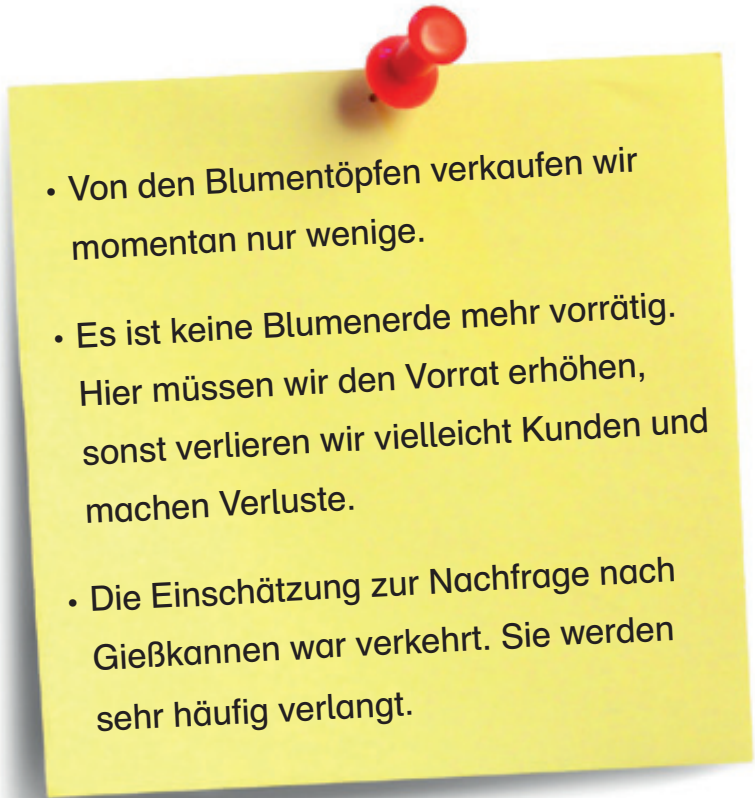 • Von den Blumentöpfen verkaufen wir
momentan nur wenige.
• Es ist keine Blumenerde mehr vorrätig.
Hier müssen wir den Vorrat erhöhen,
sonst verlieren wir vielleicht Kunden und
machen Verluste.
• Die Einschätzung zur Nachfrage nach
Gießkannen war verkehrt. Sie werden
sehr häufig verlangt.